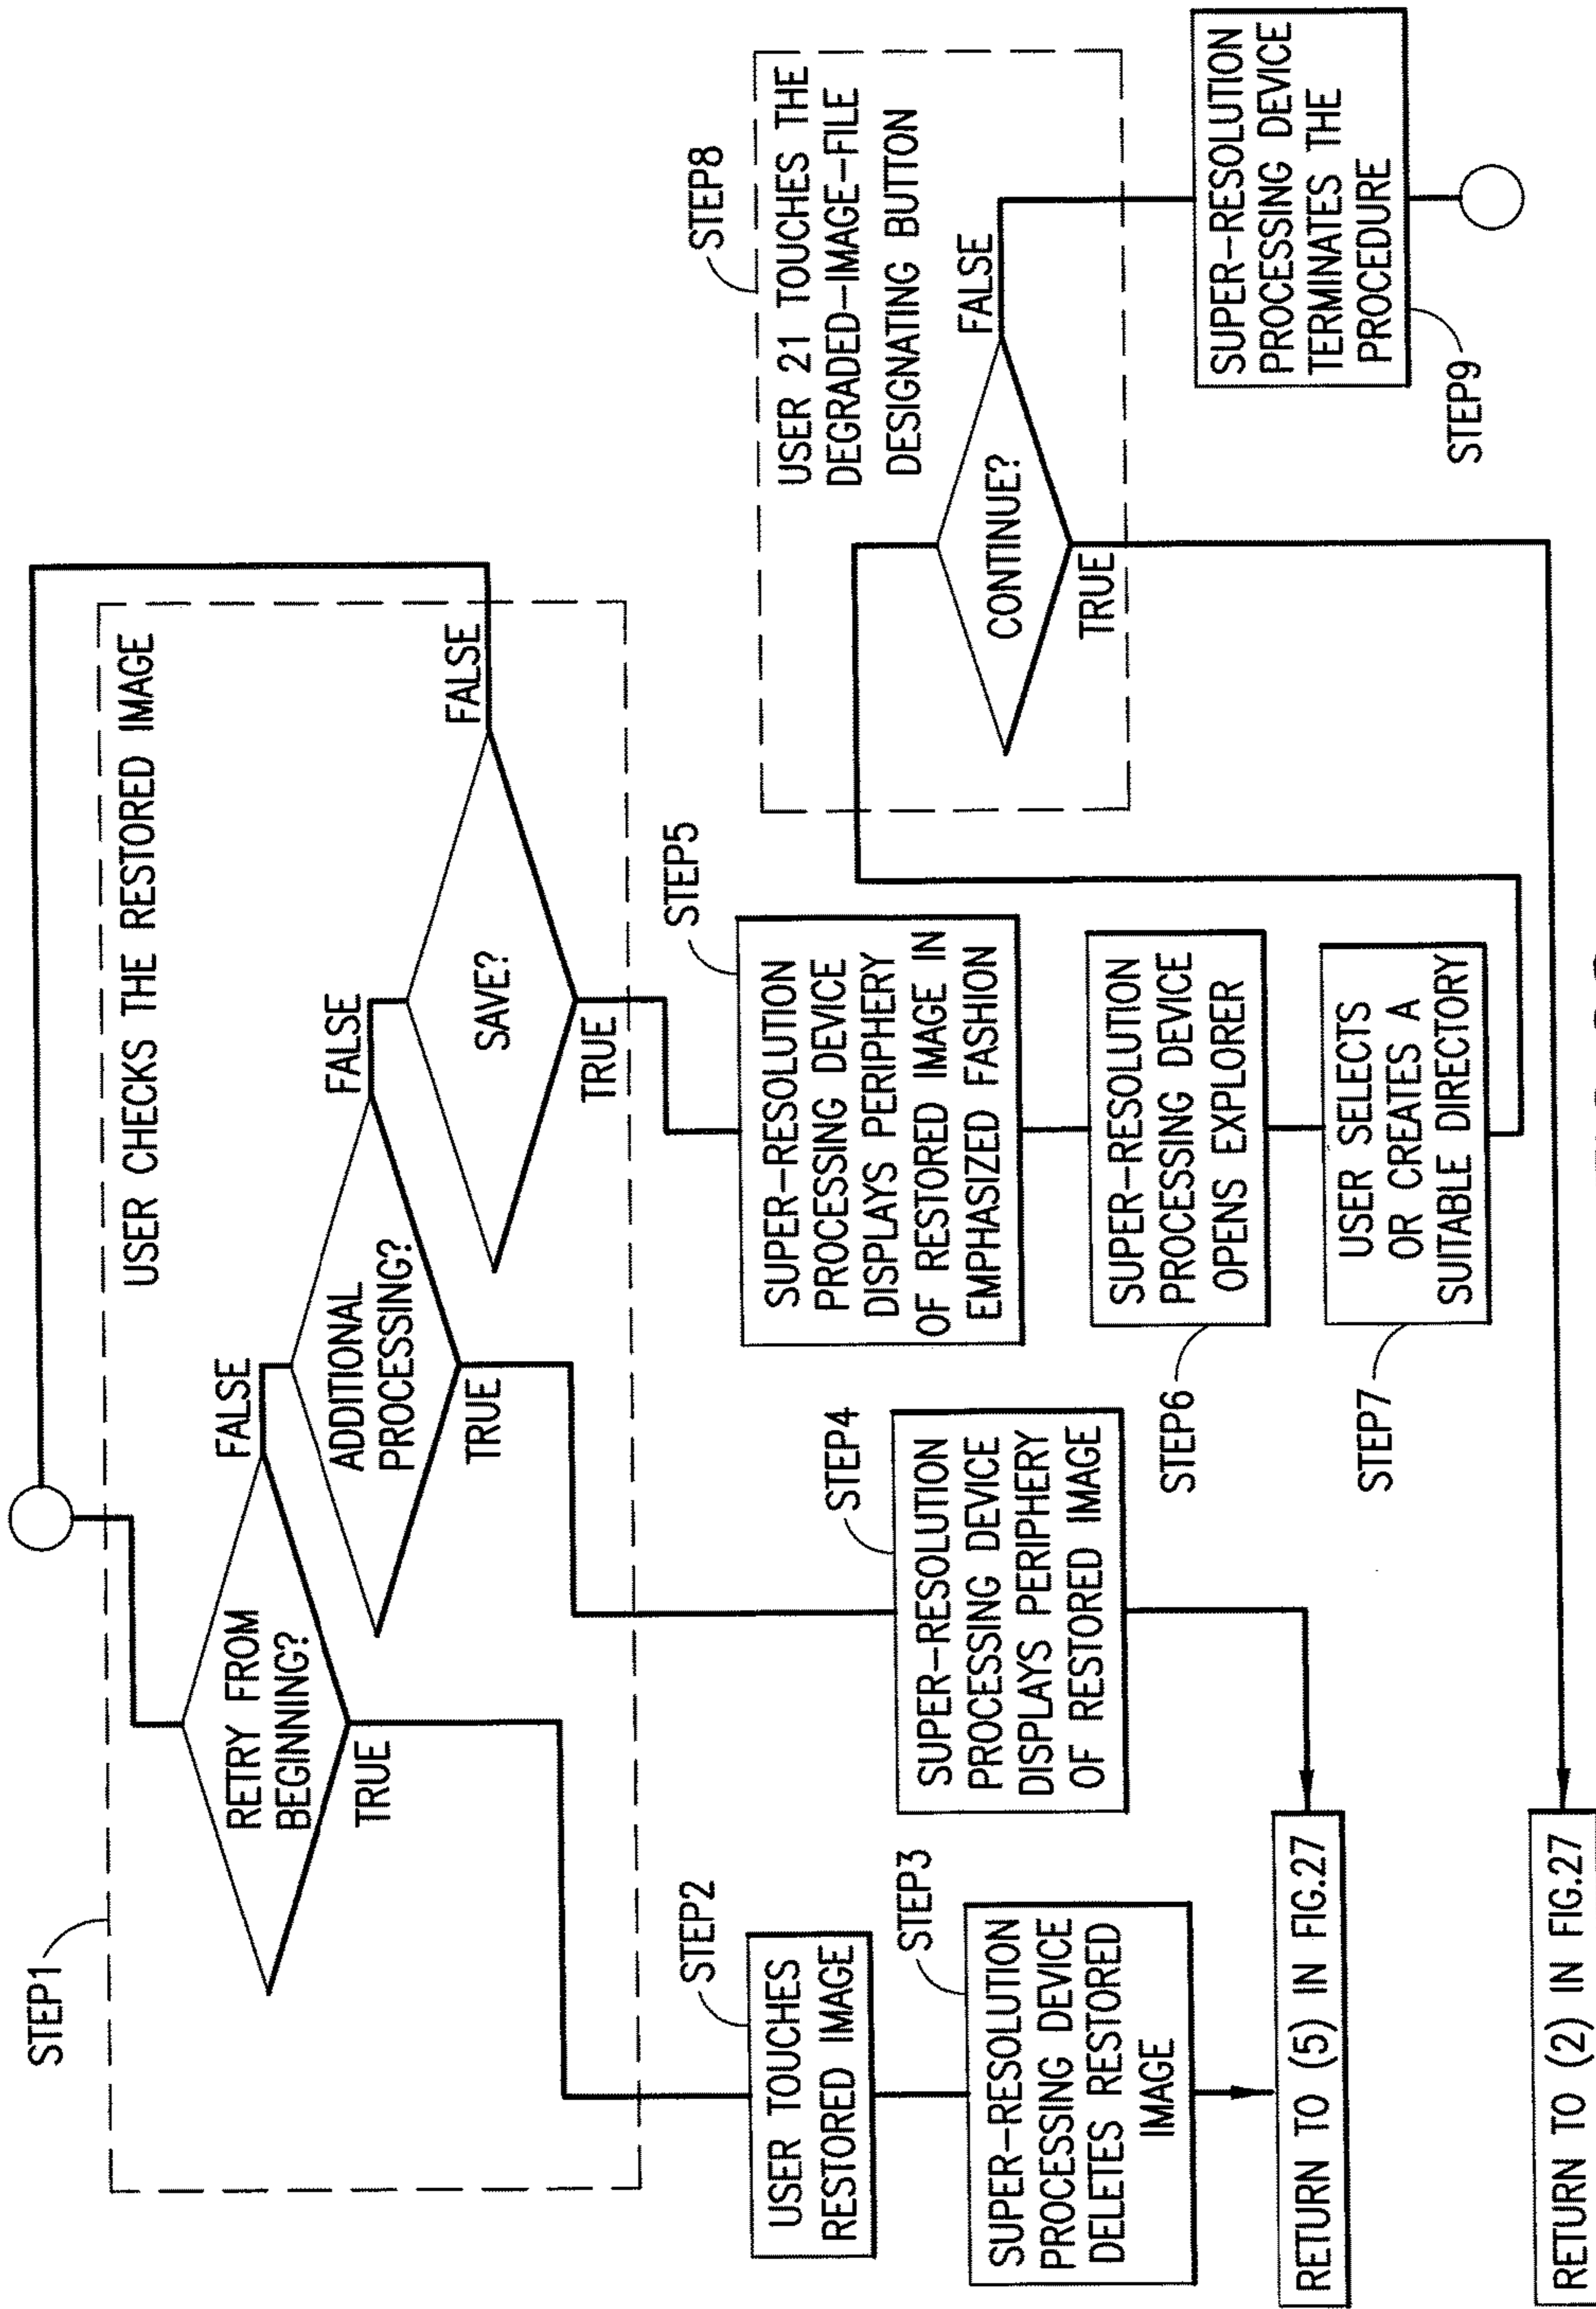 STEP1
USER CHECKS THE RESTORED IMAGE
RETRY FROM
BEGINNING?
FALSE
TRUE
ADDITIONAL
PROCESSING?
FALSE
TRUE
SAVE?
FALSE
TRUE
STEP2
USER TOUCHES
RESTORED IMAGE
STEP3
SUPER-RESOLUTION
PROCESSING DEVICE
DELETES RESTORED
IMAGE
STEP4
SUPER-RESOLUTION
PROCESSING DEVICE
DISPLAYS PERIPHERY
OF RESTORED IMAGE
RETURN TO (5) IN FIG.27
STEP5
SUPER-RESOLUTION
PROCESSING DEVICE
DISPLAYS PERIPHERY
OF RESTORED IMAGE IN
EMPHASIZED FASHION
STEP6
SUPER-RESOLUTION
PROCESSING DEVICE
OPENS EXPLORER
STEP7
USER SELECTS
OR CREATES A
SUITABLE DIRECTORY
STEP8
USER 21 TOUCHES THE
DEGRADED-IMAGE-FILE
DESIGNATING BUTTON
CONTINUE?
FALSE
TRUE
SUPER-RESOLUTION
PROCESSING DEVICE
TERMINATES THE
PROCEDURE
STEP9
RETURN TO (2) IN FIG.27